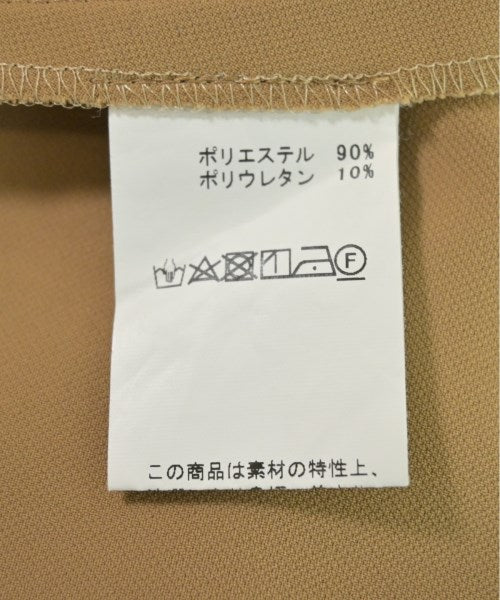 ポリエステル 90%
ポリウレタン 10%
F
この商品は素材の特性上、